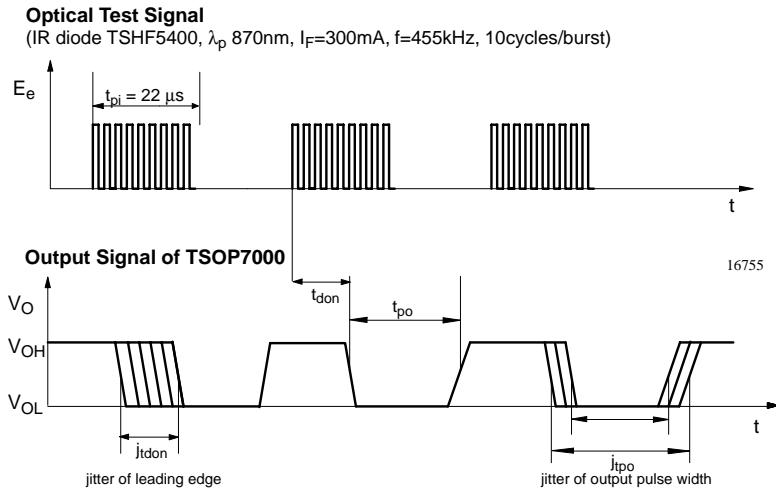 Optical Test Signal
(IR diode TSHF5400, λp 870nm, IF=300mA, f=455kHz, 10cycles/burst)
Ee
tpi = 22 μs
t
Output Signal of TSOP7000
16755
tdon
tpo
VO
VOH
VOL
t
jtdon
jtpo
jitter of leading edge
jitter of output pulse width